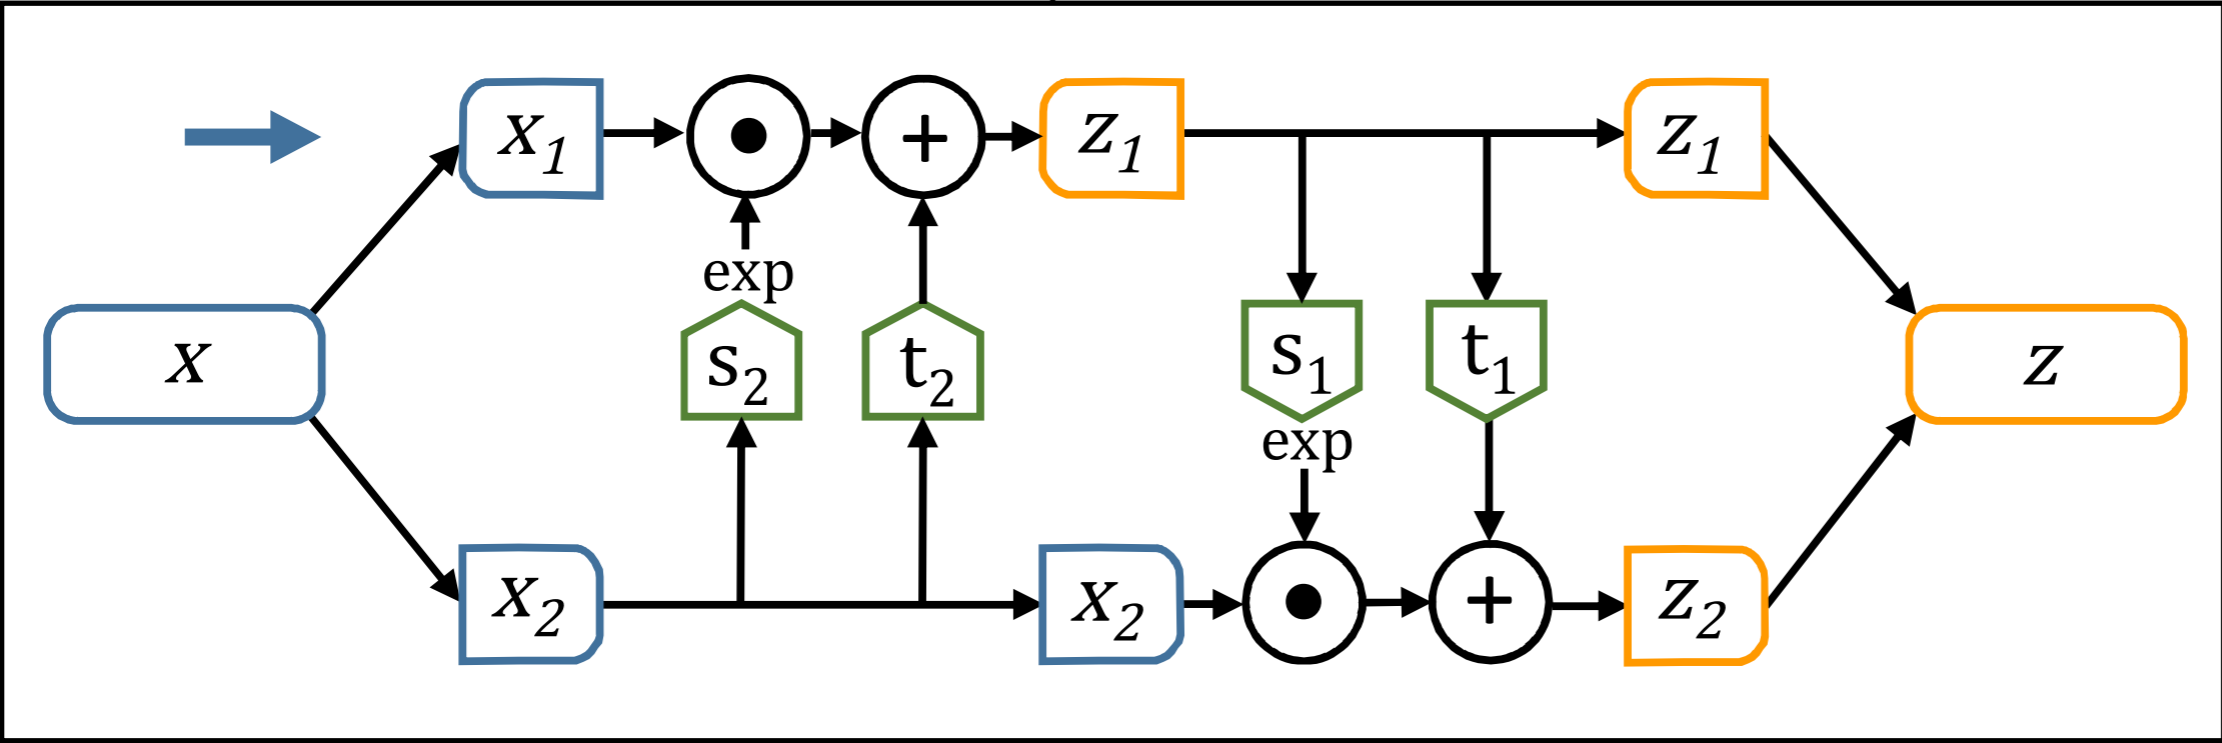 x₁ · + z₁ z₁
exp
x s₂ t₂ s₁ t₁ z
exp
x₂ x₂ · + z₂